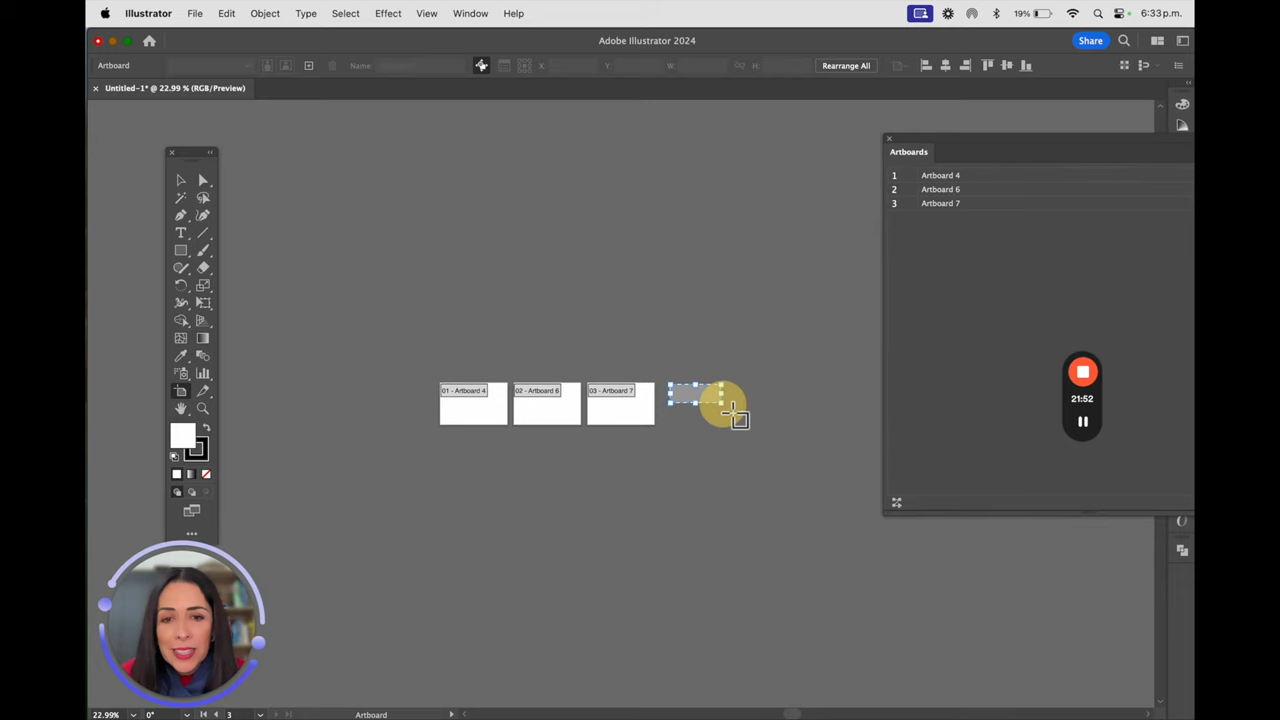 Illustrator File Edit Object Type Select Effect View Window Help 19% 6:33 p.m.
Adobe Illustrator 2024 Share
Artboard Name: X: Y: W: H: Rearrange All
Untitled-1* @ 22.99 % (RGB/Preview)
Artboards
1 Artboard 4
2 Artboard 6
3 Artboard 7
01 - Artboard 4 02 - Artboard 6 03 - Artboard 7
21:52
22.99% 0° 3 Artboard